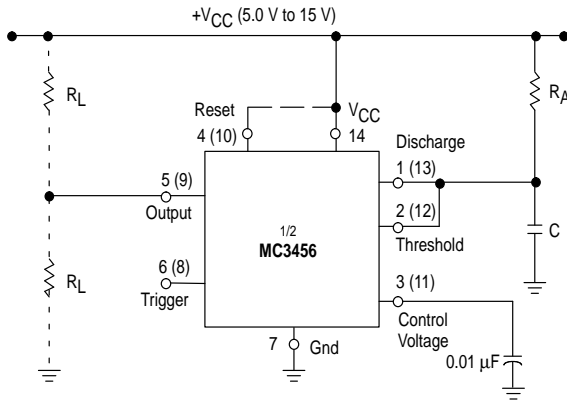 +VCC (5.0 V to 15 V)
RL
Reset
VCC
RA
4 (10)
14
Discharge
1 (13)
5 (9)
Output
1/2
MC3456
2 (12)
Threshold
C
6 (8)
Trigger
RL
3 (11)
Control
Voltage
7
Gnd
0.01 µF